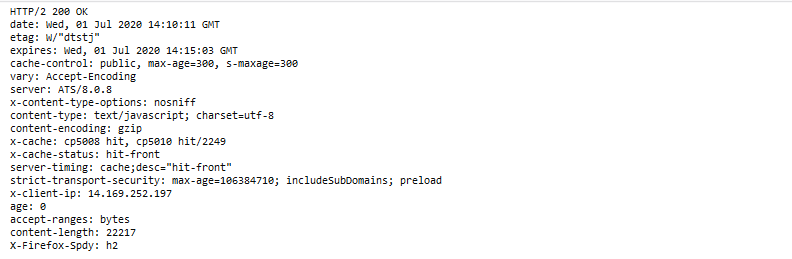 HTTP/2 200 OK
date: Wed, 01 Jul 2020 14:10:11 GMT
etag: W/"dtstj"
expires: Wed, 01 Jul 2020 14:15:03 GMT
cache-control: public, max-age=300, s-maxage=300
vary: Accept-Encoding
server: ATS/8.0.8
x-content-type-options: nosniff
content-type: text/javascript; charset=utf-8
content-encoding: gzip
x-cache: cp5008 hit, cp5010 hit/2249
x-cache-status: hit-front
server-timing: cache;desc="hit-front"
strict-transport-security: max-age=106384710; includeSubDomains; preload
x-client-ip: 14.169.252.197
age: 0
accept-ranges: bytes
content-length: 22217
X-Firefox-Spdy: h2